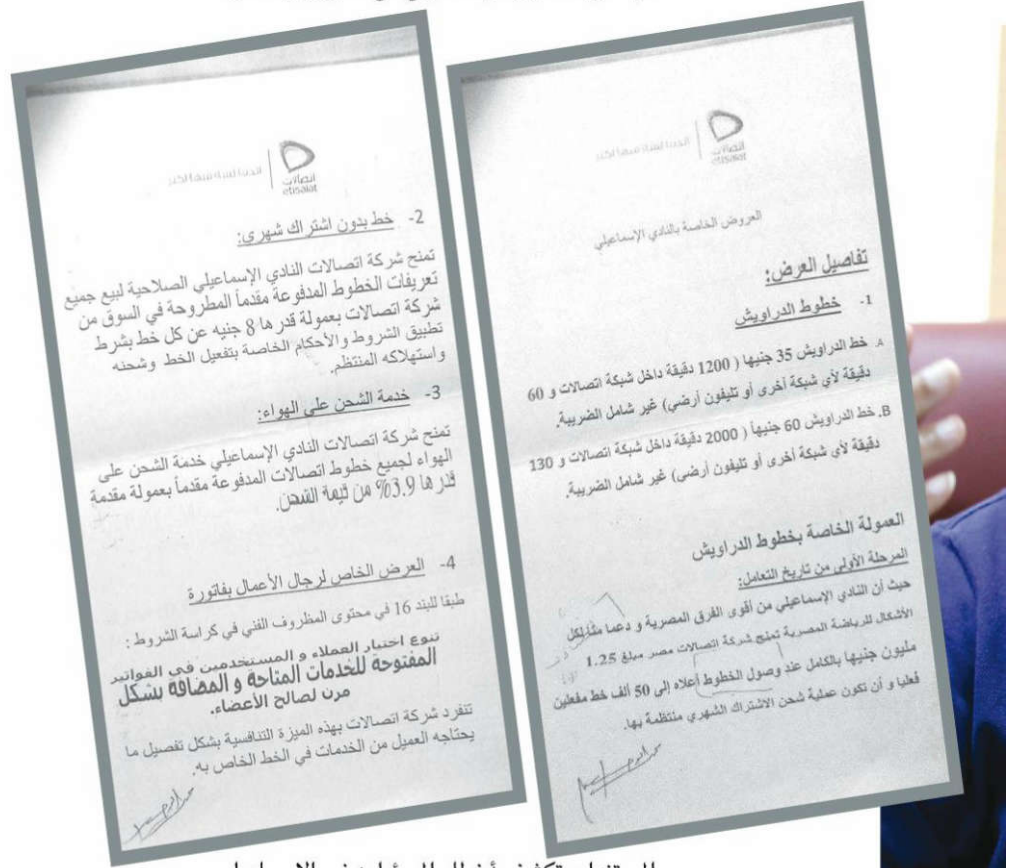 اتصالات
etisalat
العروض الخاصة بالنادي الإسماعيلي
تفاصيل العرض:
1- خطوط الدراويش
A. خط الدراويش 35 جنيها ( 1200 دقيقة داخل شبكة اتصالات و 60
دقيقة لأي شبكة أخرى أو تليفون أرضي) غير شامل الضريبة.
B. خط الدراويش 60 جنيهاً ( 2000 دقيقة داخل شبكة اتصالات و 130
دقيقة لأي شبكة أخرى أو تليفون أرضي) غير شامل الضريبة.
العمولة الخاصة بخطوط الدراويش
المرحلة الأولى من تاريخ التعامل:
حيث أن النادي الإسماعيلي من أقوى الفرق المصرية و دعما منا لكل
الأشكال للرياضة المصرية تمنح شركة اتصالات مصر مبلغ 1.25
مليون جنيها بالكامل عند وصول الخطوط أعلاه إلى 50 ألف خط مفعلين
فعليا و أن تكون عملية شحن الاشتراك الشهري منتظمة بها.
اتصالات
etisalat
2- خط بدون اشتراك شهري:
تمنح شركة اتصالات النادي الإسماعيلي الصلاحية لبيع جميع
تعريفات الخطوط المدفوعة مقدماً المطروحة في السوق من
شركة اتصالات بعمولة قدرها 8 جنيه عن كل خط بشرط
تطبيق الشروط والأحكام الخاصة بتفعيل الخط وشحنه
واستهلاكه المنتظم.
3- خدمة الشحن على الهواء:
تمنح شركة اتصالات النادي الإسماعيلي خدمة الشحن على
الهواء لجميع خطوط اتصالات المدفوعة مقدماً بعمولة مقدمة
قدرها 3.9% من قيمة الشحن.
4- العرض الخاص لرجال الأعمال بفاتورة
طبقا للبند 16 في محتوى المظروف الفني في كراسة الشروط :
تنوع اختيار العملاء و المستخدمين في الفواتير
المفتوحة للخدمات المتاحة و المضافة بشكل
مرن لصالح الأعضاء.
تتفرد شركة اتصالات بهذه الميزة التنافسية بشكل تفصيل ما
يحتاجه العميل من الخدمات في الخط الخاص به.